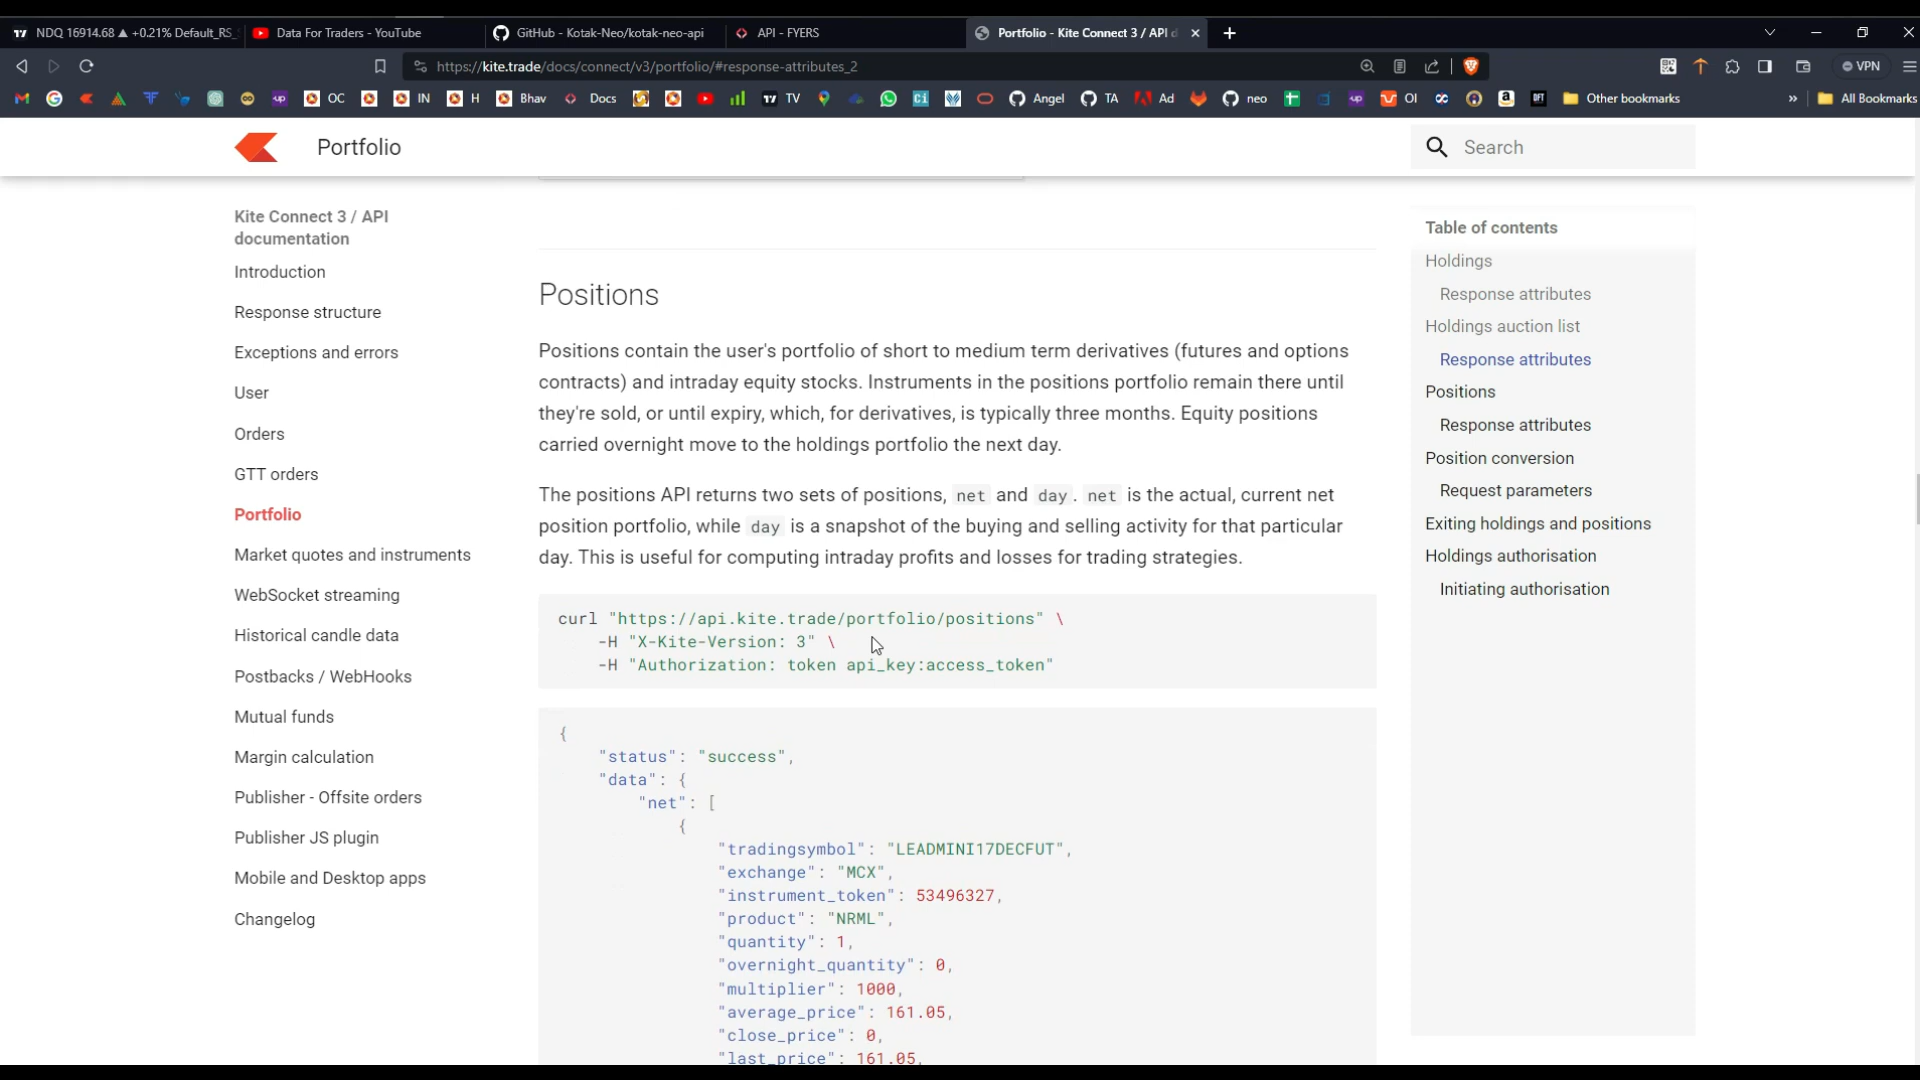 NDQ 16914.68 ▲ +0.21% Default_RS_
Data For Traders - YouTube
GitHub - Kotak-Neo/kotak-neo-api
API - FYERS
Portfolio - Kite Connect 3 / API d
https://kite.trade/docs/connect/v3/portfolio/#response-attributes_2
VPN
OC
IN
H
Bhav
Docs
TV
Angel
TA
Ad
neo
OI
Other bookmarks
»
All Bookmarks
Portfolio
Search
Kite Connect 3 / API
documentation
Introduction
Response structure
Exceptions and errors
User
Orders
GTT orders
Portfolio
Market quotes and instruments
WebSocket streaming
Historical candle data
Postbacks / WebHooks
Mutual funds
Margin calculation
Publisher - Offsite orders
Publisher JS plugin
Mobile and Desktop apps
Changelog
Positions
Positions contain the user's portfolio of short to medium term derivatives (futures and options
contracts) and intraday equity stocks. Instruments in the positions portfolio remain there until
they're sold, or until expiry, which, for derivatives, is typically three months. Equity positions
carried overnight move to the holdings portfolio the next day.
The positions API returns two sets of positions, net and day. net is the actual, current net
position portfolio, while day is a snapshot of the buying and selling activity for that particular
day. This is useful for computing intraday profits and losses for trading strategies.
curl "https://api.kite.trade/portfolio/positions" \
-H "X-Kite-Version: 3" \
-H "Authorization: token api_key:access_token"
{
"status": "success",
"data": {
"net": [
{
"tradingsymbol": "LEADMINI17DECFUT",
"exchange": "MCX",
"instrument_token": 53496327,
"product": "NRML",
"quantity": 1,
"overnight_quantity": 0,
"multiplier": 1000,
"average_price": 161.05,
"close_price": 0,
"last_price": 161.05,
Table of contents
Holdings
Response attributes
Holdings auction list
Response attributes
Positions
Response attributes
Position conversion
Request parameters
Exiting holdings and positions
Holdings authorisation
Initiating authorisation